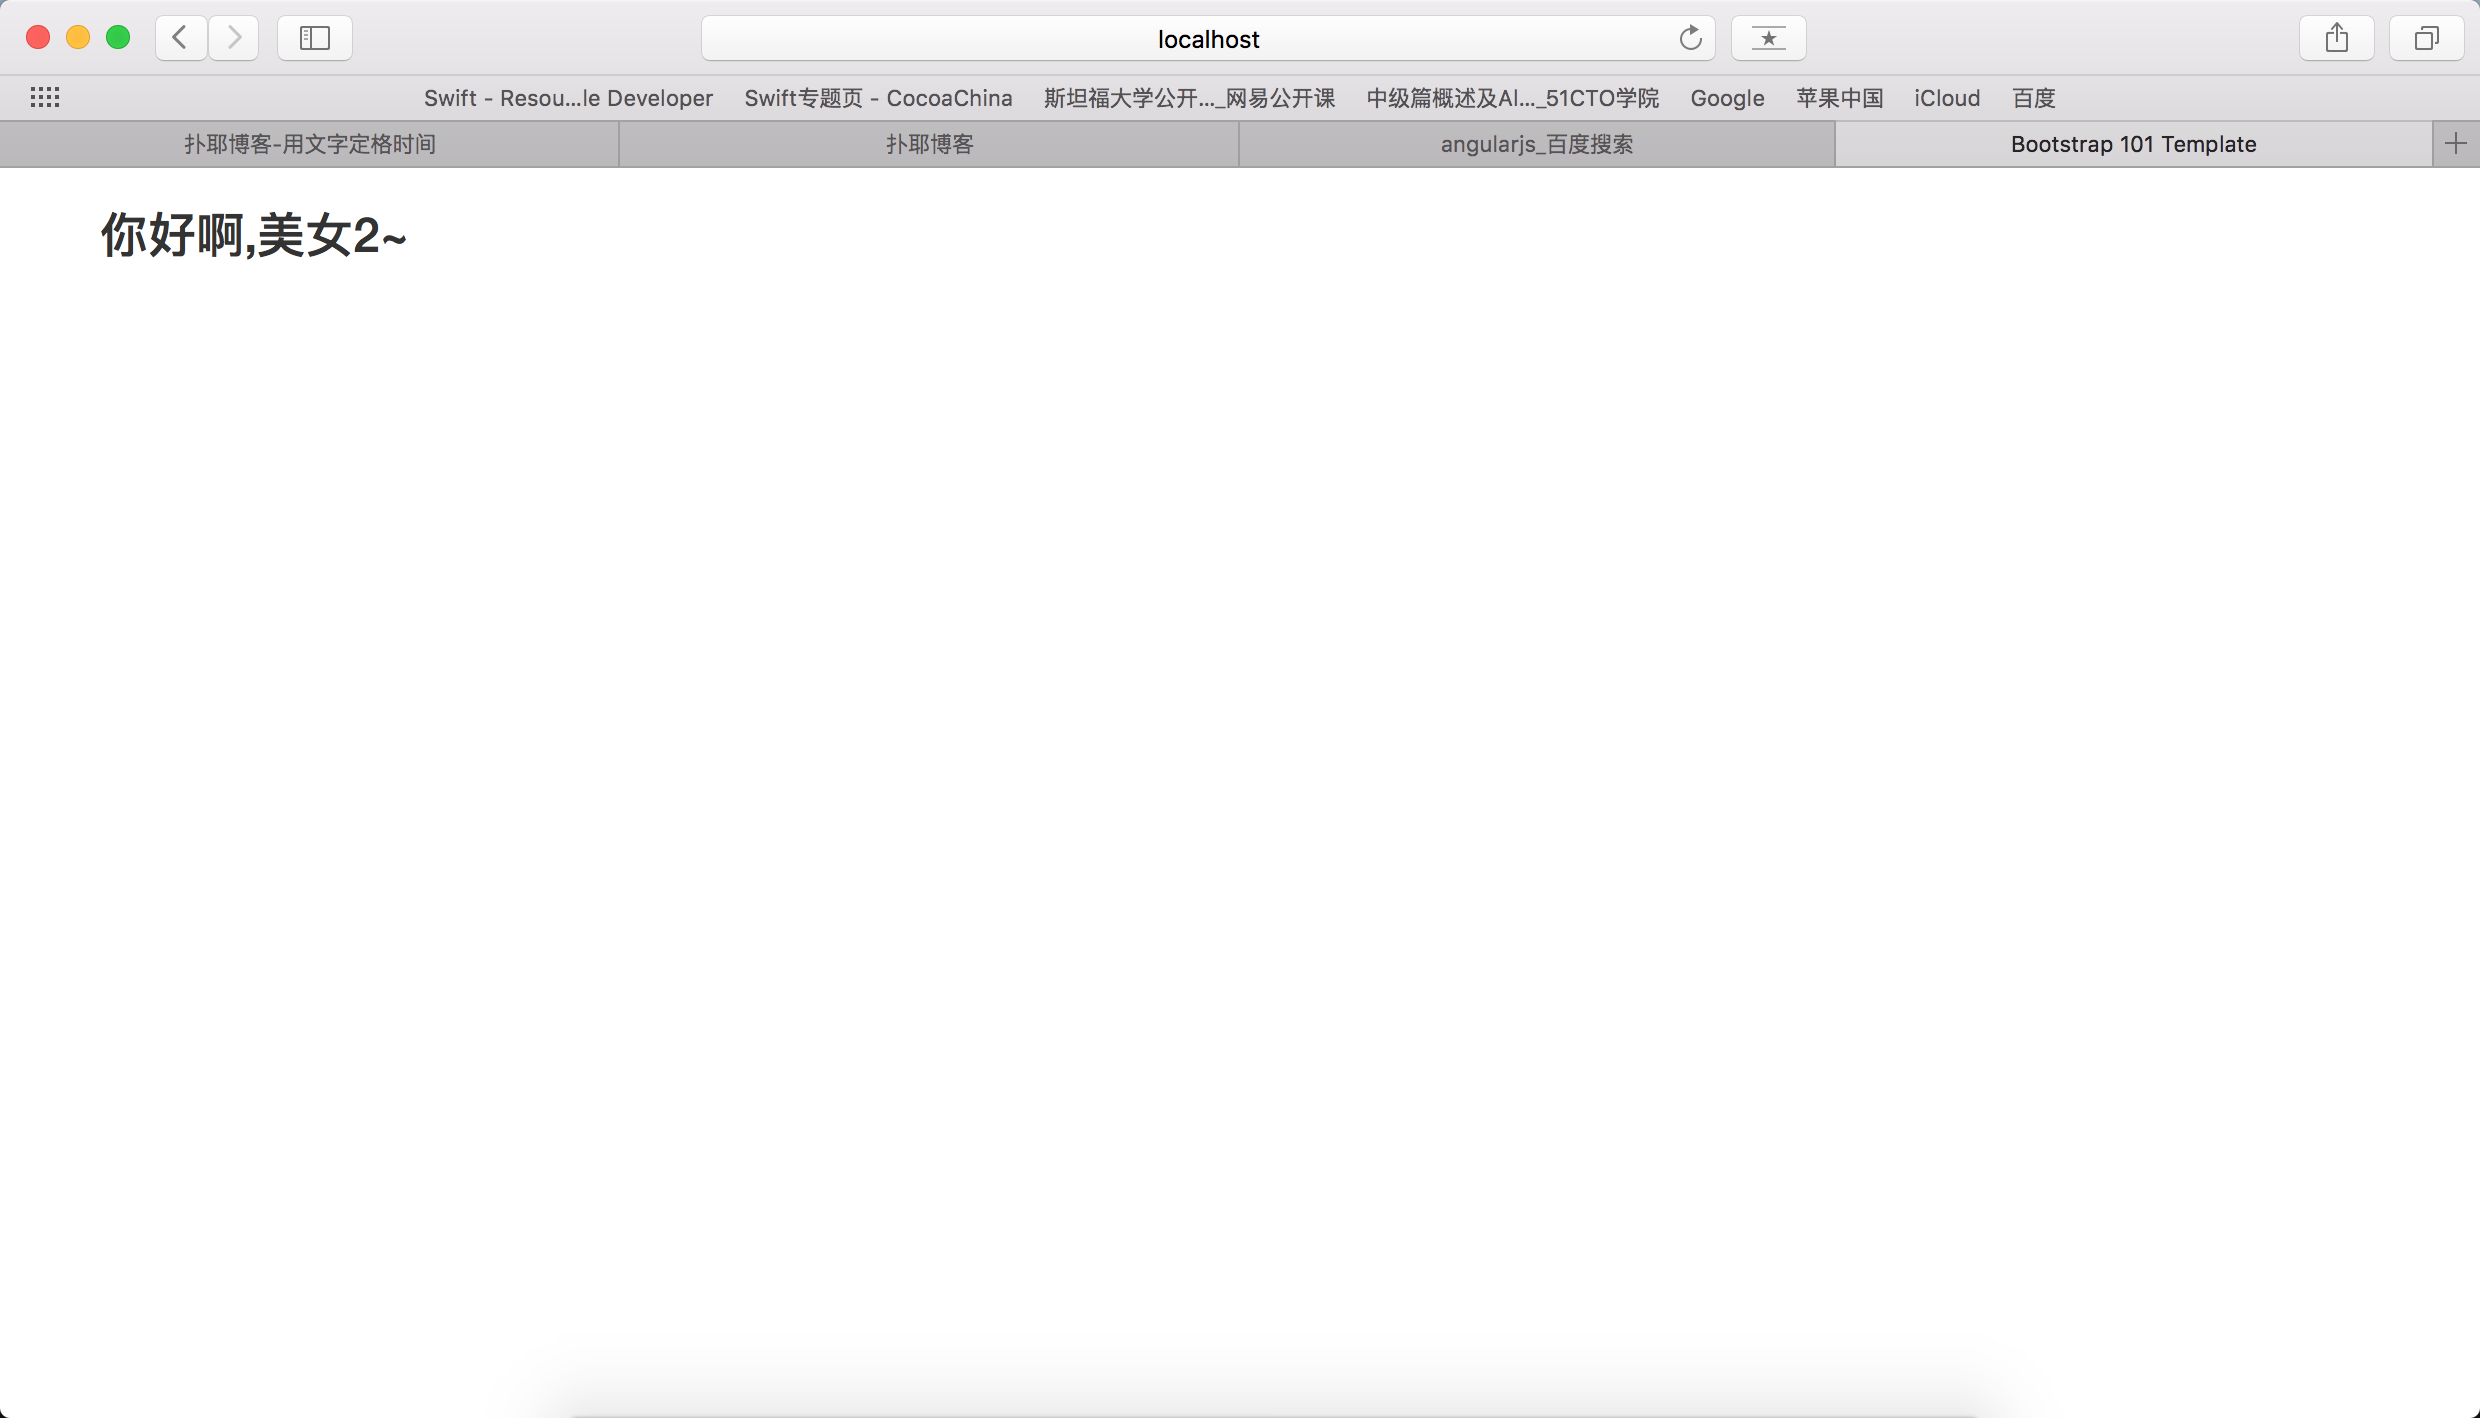 localhost
Swift - Resou...le Developer Swift专题页 - CocoaChina 斯坦福大学公开..._网易公开课 中级篇概述及AI..._51CTO学院 Google 苹果中国 iCloud 百度
扑耶博客-用文字定格时间 扑耶博客 angularjs_百度搜索 Bootstrap 101 Template
你好啊,美女2~